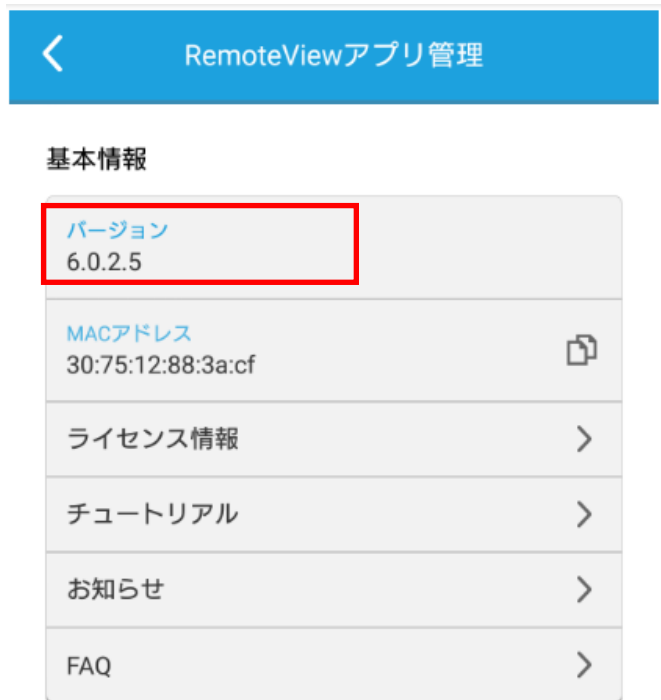 RemoteViewアプリ管理
基本情報
バージョン
6.0.2.5
MACアドレス
30:75:12:88:3a:cf
ライセンス情報
チュートリアル
お知らせ
FAQ